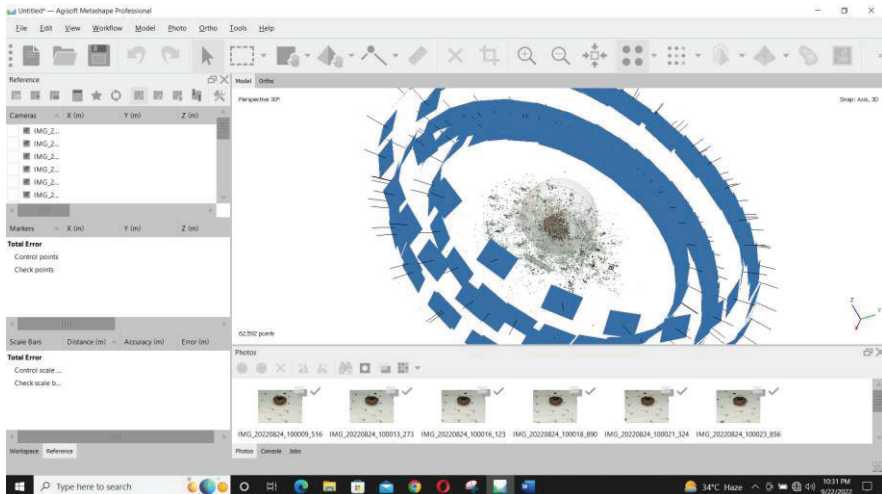 Untitled* — Agisoft Metashape Professional
File Edit View Workflow Model Photo Ortho Tools Help
Reference
Model Ortho
Perspective 30°
Snap: Axis, 3D
Cameras X (m) Y (m) Z (m)
IMG_2...
IMG_2...
IMG_2...
IMG_2...
IMG_2...
Markers X (m) Y (m) Z (m)
Total Error
Control points
Check points
62,592 points
Z
Y
X
Scale Bars Distance (m) Accuracy (m) Error (m)
Total Error
Control scale ...
Check scale b...
Photos
IMG_20220824_100009_516 IMG_20220824_100013_273 IMG_20220824_100016_123 IMG_20220824_100018_890 IMG_20220824_100021_324 IMG_20220824_100023_856
Workspace Reference
Photos Console Jobs
Type here to search
34°C Haze
10:31 PM
9/22/2022